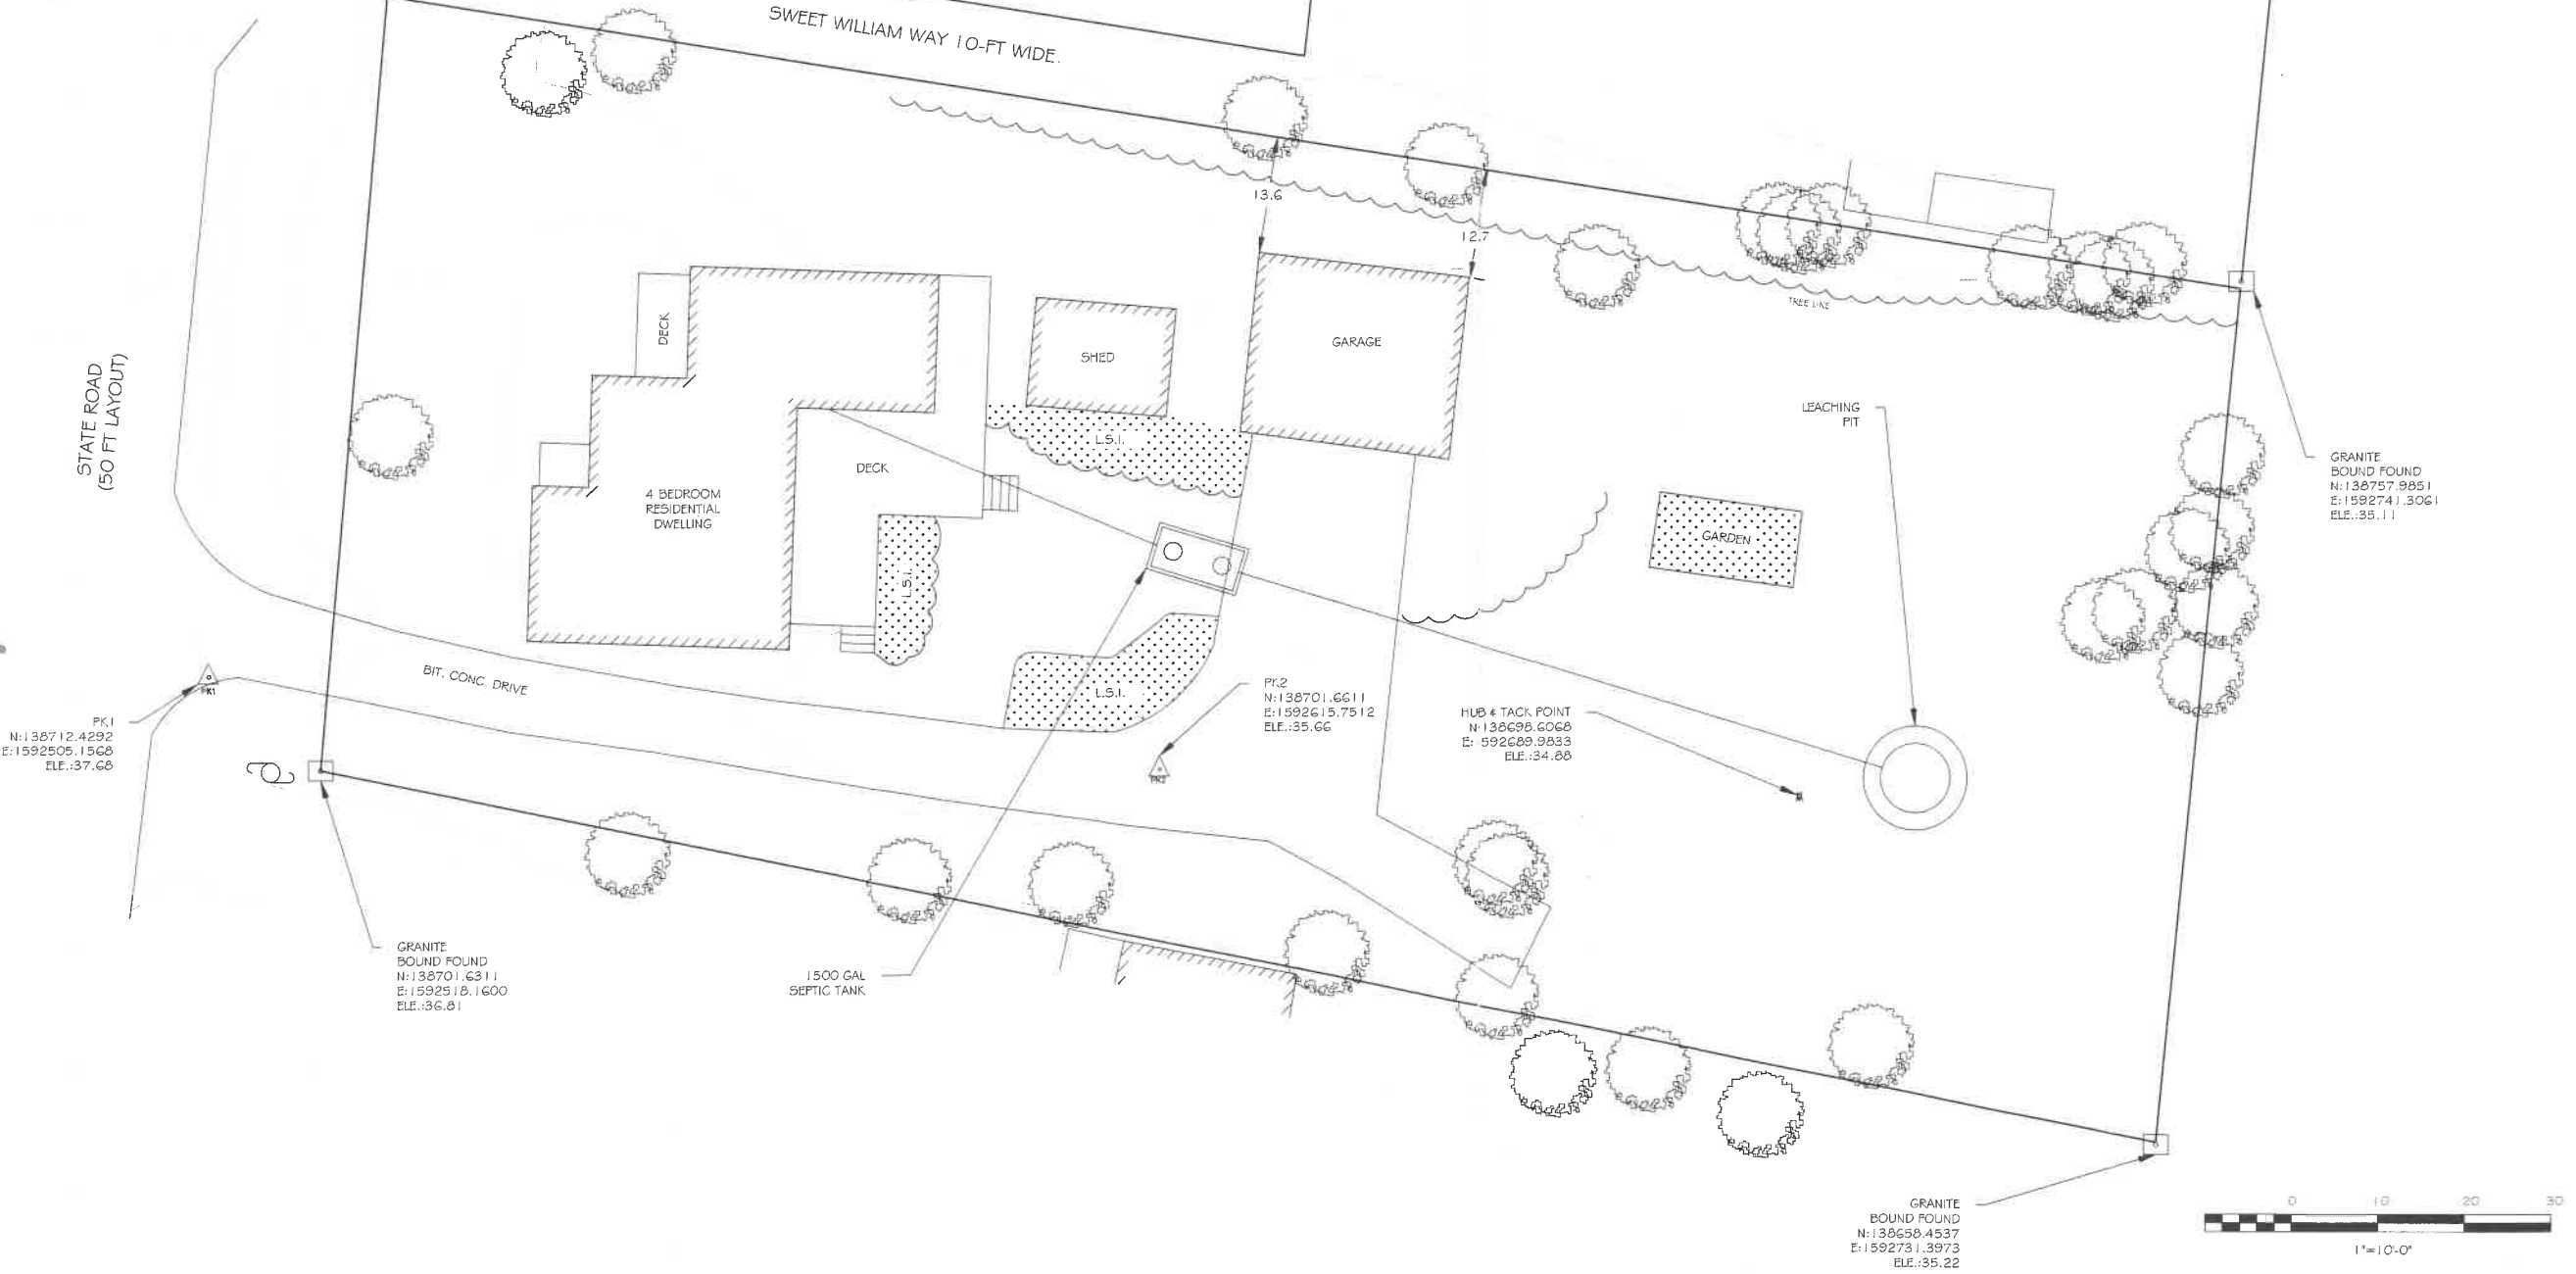 SWEET WILLIAM WAY 10-FT WIDE.
13.6
12.7
TREE LINE
STATE ROAD
(50 FT LAYOUT)
DECK
SHED
GARAGE
LEACHING
PIT
L.S.I.
DECK
4 BEDROOM
RESIDENTIAL
DWELLING
GRANITE
BOUND FOUND
N:138757.9851
E:1592741.3061
ELE.:35.11
GARDEN
L.S.I.
BIT. CONC. DRIVE
L.S.I.
PK1
PK1
N:138712.4292
E:1592505.1568
ELE.:37.68
PK2
N:138701.6611
E:1592615.7512
ELE.:35.66
PK2
HUB & TACK POINT
N:138698.6068
E: 592689.9833
ELE.:34.88
GRANITE
BOUND FOUND
N:138701.6311
E:1592518.1600
ELE.:36.81
1500 GAL
SEPTIC TANK
GRANITE
BOUND FOUND
N:138658.4537
E:1592731.3973
ELE.:35.22
0 10 20 30
1"=10'-0"